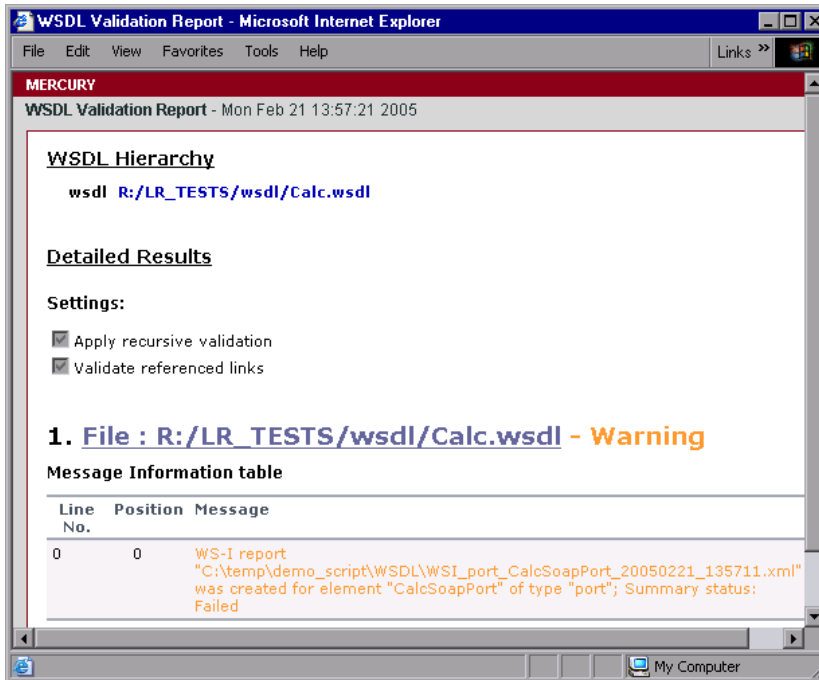 WSDL Validation Report - Microsoft Internet Explorer
File Edit View Favorites Tools Help Links »
MERCURY
WSDL Validation Report - Mon Feb 21 13:57:21 2005
WSDL Hierarchy
wsdl R:/LR_TESTS/wsdl/Calc.wsdl
Detailed Results
Settings:
Apply recursive validation
Validate referenced links
1. File : R:/LR_TESTS/wsdl/Calc.wsdl - Warning
Message Information table
Line No. Position Message
0 0 WS-I report
"C:\temp\demo_script\WSDL\WSI_port_CalcSoapPort_20050221_135711.xml"
was created for element "CalcSoapPort" of type "port"; Summary status:
Failed
My Computer